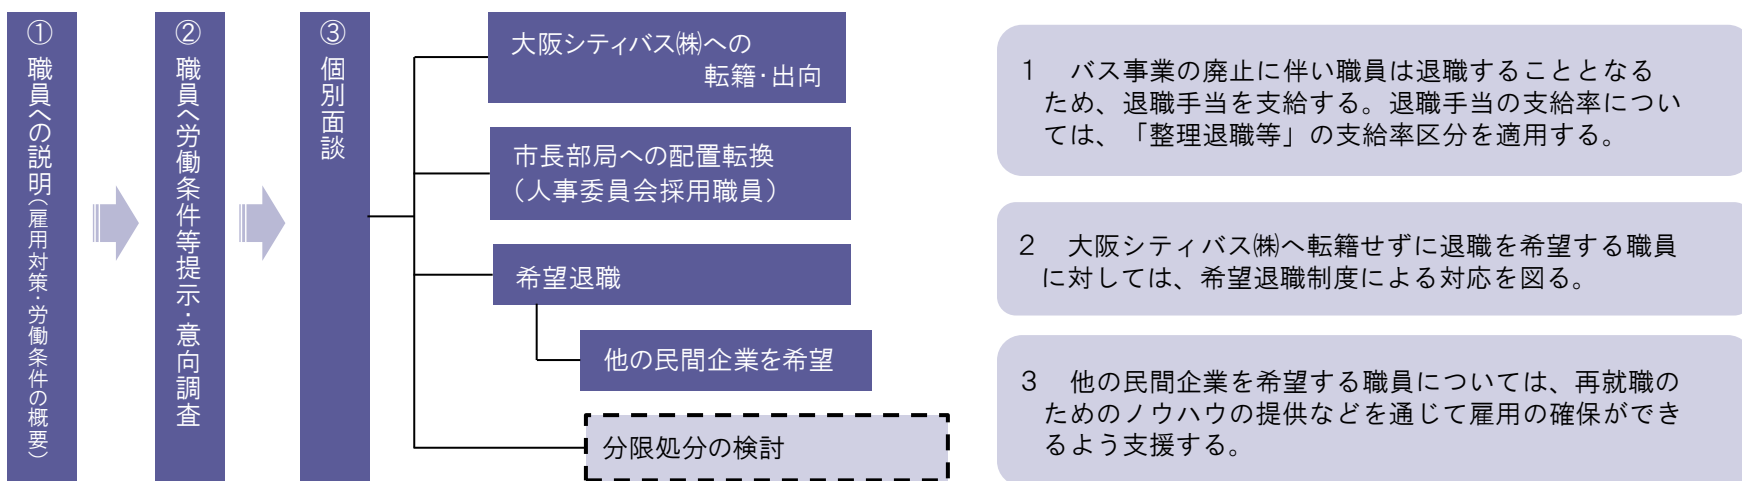 ① 職員への説明（雇用対策・労働条件の概要）
② 職員へ労働条件等提示・意向調査
③ 個別面談
大阪シティバス㈱への
転籍・出向
市長部局への配置転換
（人事委員会採用職員）
希望退職
他の民間企業を希望
分限処分の検討
１　バス事業の廃止に伴い職員は退職することとなる
ため、退職手当を支給する。退職手当の支給率につい
ては、「整理退職等」の支給率区分を適用する。
２　大阪シティバス㈱へ転籍せずに退職を希望する職員
に対しては、希望退職制度による対応を図る。
３　他の民間企業を希望する職員については、再就職の
ためのノウハウの提供などを通じて雇用の確保ができ
るよう支援する。